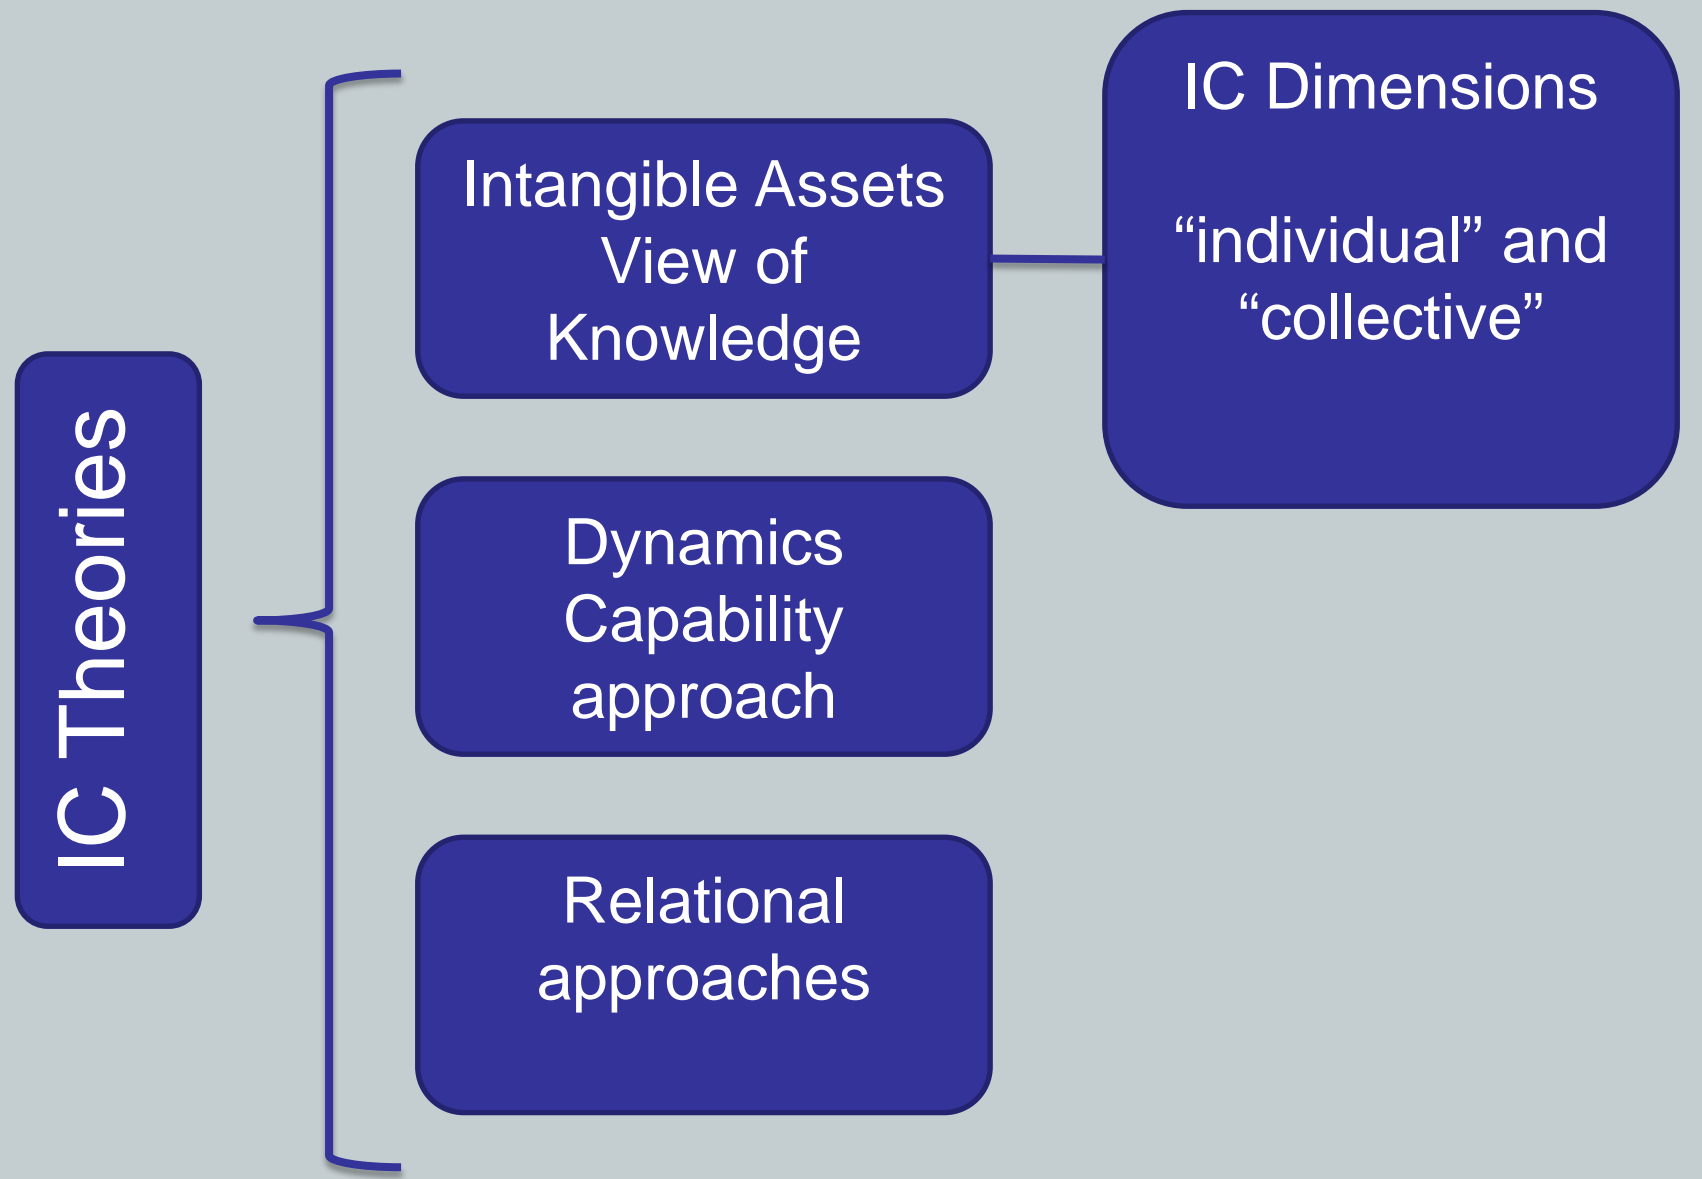 IC Theories
Intangible Assets
View of
Knowledge
IC Dimensions
“individual” and
“collective”
Dynamics
Capability
approach
Relational
approaches